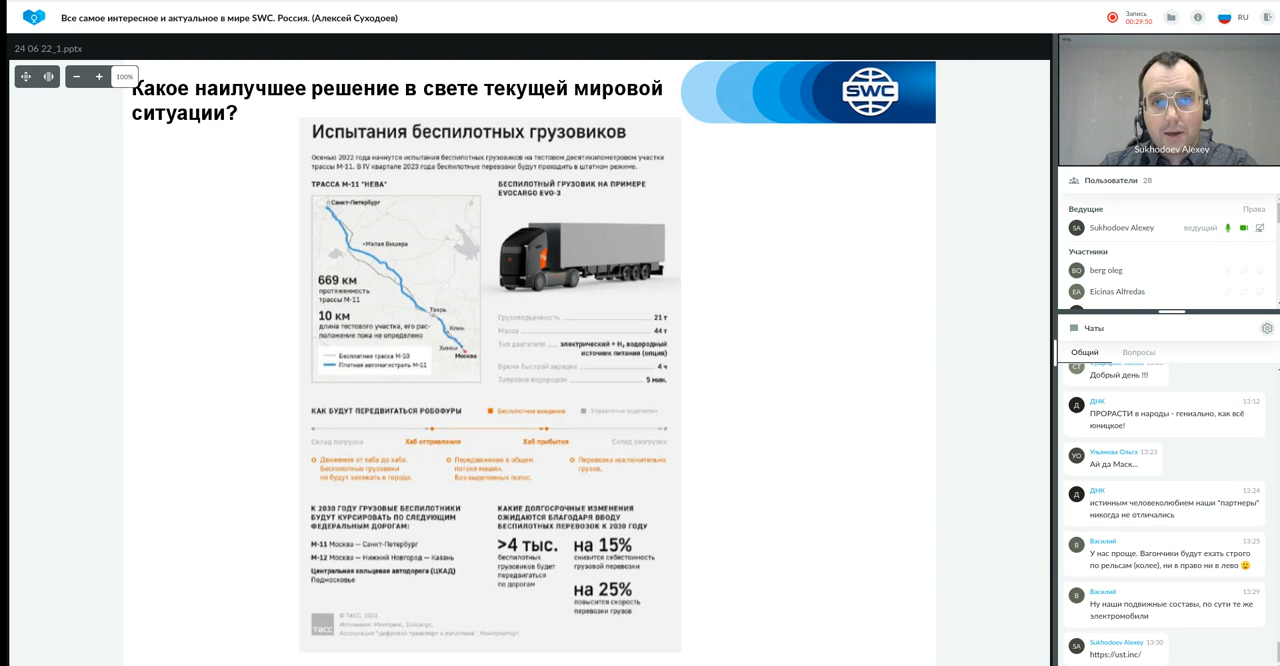 Все самое интересное и актуальное в мире SWC. Россия. (Алексей Суходоев)
Запись
00:29:50
RU
24 06 22_1.pptx
100%
Какое наилучшее решение в свете текущей мировой
ситуации?
SWC
Испытания беспилотных грузовиков
Осенью 2022 года начнутся испытания беспилотных грузовиков на тестовом десятикилометровом участке
трассы М-11. В IV квартале 2023 года беспилотные перевозки будут проходить в штатном режиме.
ТРАССА М-11 "НЕВА"
Санкт-Петербург
Малая Вишера
669 км
протяженность
трассы М-11
10 км
длина тестового участка, его рас-
положение пока не определено
Тверь
Клин
Химки
Москва
Бесплатная трасса М-10
Платная автомагистраль М-11
БЕСПИЛОТНЫЙ ГРУЗОВИК НА ПРИМЕРЕ
EVOCARGO EVO-3
Грузоподъемность 21 т
Масса 44 т
Тип двигателя электрический + H₂ водородный
источник питания (опция)
Время быстрой зарядки 4 ч
Заправка водородом 5 мин.
КАК БУДУТ ПЕРЕДВИГАТЬСЯ РОБОФУРЫ
Беспилотное вождение
Управление водителем
Склад погрузки
Хаб отправления
Хаб прибытия
Склад разгрузки
Движение от хаба до хаба.
Беспилотные грузовики
не будут заезжать в города.
Передвижение в общем
потоке машин.
Без выделенных полос.
Перевозка исключительно
грузов.
К 2030 ГОДУ ГРУЗОВЫЕ БЕСПИЛОТНИКИ
БУДУТ КУРСИРОВАТЬ ПО СЛЕДУЮЩИМ
ФЕДЕРАЛЬНЫМ ДОРОГАМ:
М-11 Москва — Санкт-Петербург
М-12 Москва — Нижний Новгород — Казань
Центральная кольцевая автодорога (ЦКАД)
Подмосковье
КАКИЕ ДОЛГОСРОЧНЫЕ ИЗМЕНЕНИЯ
ОЖИДАЮТСЯ БЛАГОДАРЯ ВВОДУ
БЕСПИЛОТНЫХ ПЕРЕВОЗОК К 2030 ГОДУ
>4 тыс.
беспилотных
грузовиков будет
передвигаться
по дорогам
на 15%
снизится себестоимость
грузовой перевозки
на 25%
повысится скорость
перевозки грузов
ТАСС
© ТАСС, 2022.
Источники: Минтранс, Evocargo,
Ассоциация "Цифровой транспорт и логистика", Минпромторг.
Sukhodoev Alexey
Пользователи 28
Ведущие
Права
SA
Sukhodoev Alexey
ведущий
Участники
BO
berg oleg
EA
Eicinas Alfredas
Чаты
Общий
Вопросы
СТ
Добрый день !!!
Д
ДНК 13:12
ПРОРАСТИ в народы - гениально, как всё
юницкое!
УО
Ульянова Ольга 13:23
Ай да Маск...
Д
ДНК 13:24
истинным человеколюбием наши "партнеры"
никогда не отличались
В
Василий 13:25
У нас проще. Вагончики будут ехать строго
по рельсам (колее), ни в право ни в лево
В
Василий 13:29
Ну наши подвижные составы, по сути те же
электромобили
SA
Sukhodoev Alexey 13:30
https://ust.inc/